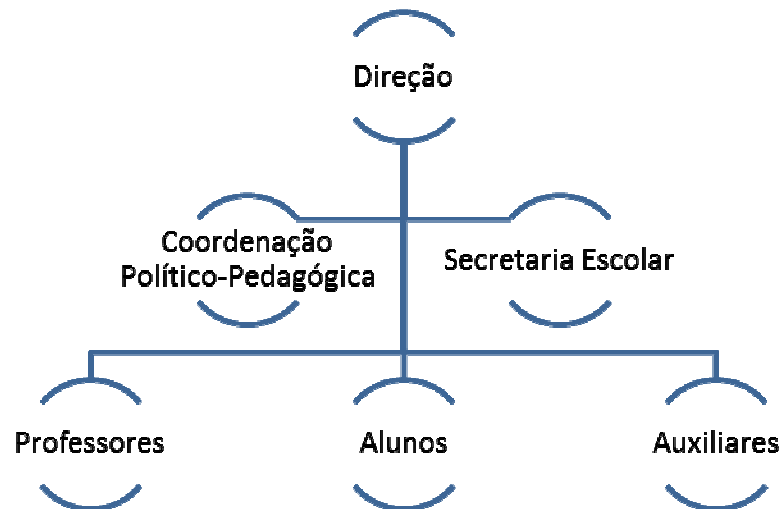 Direção
Coordenação
Político-Pedagógica
Secretaria Escolar
Professores
Alunos
Auxiliares